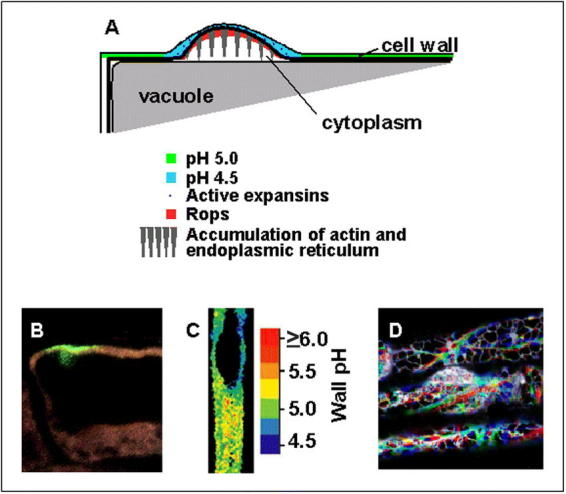 A
cell wall
vacuole
cytoplasm
pH 5.0
pH 4.5
Active expansins
Rops
Accumulation of actin and
endoplasmic reticulum
B
C
≥6.0
5.5
5.0
4.5
Wall pH
D